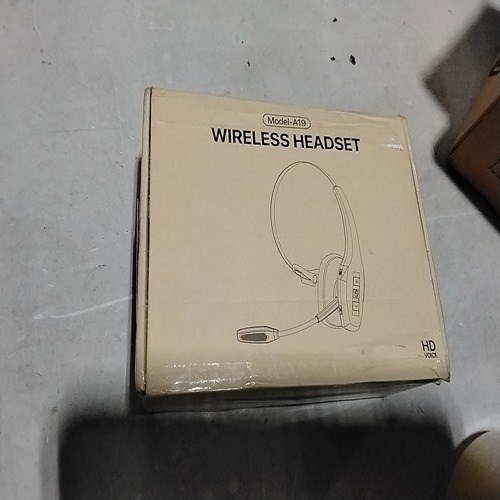 Model-A19
WIRELESS HEADSET
HD
VOICE